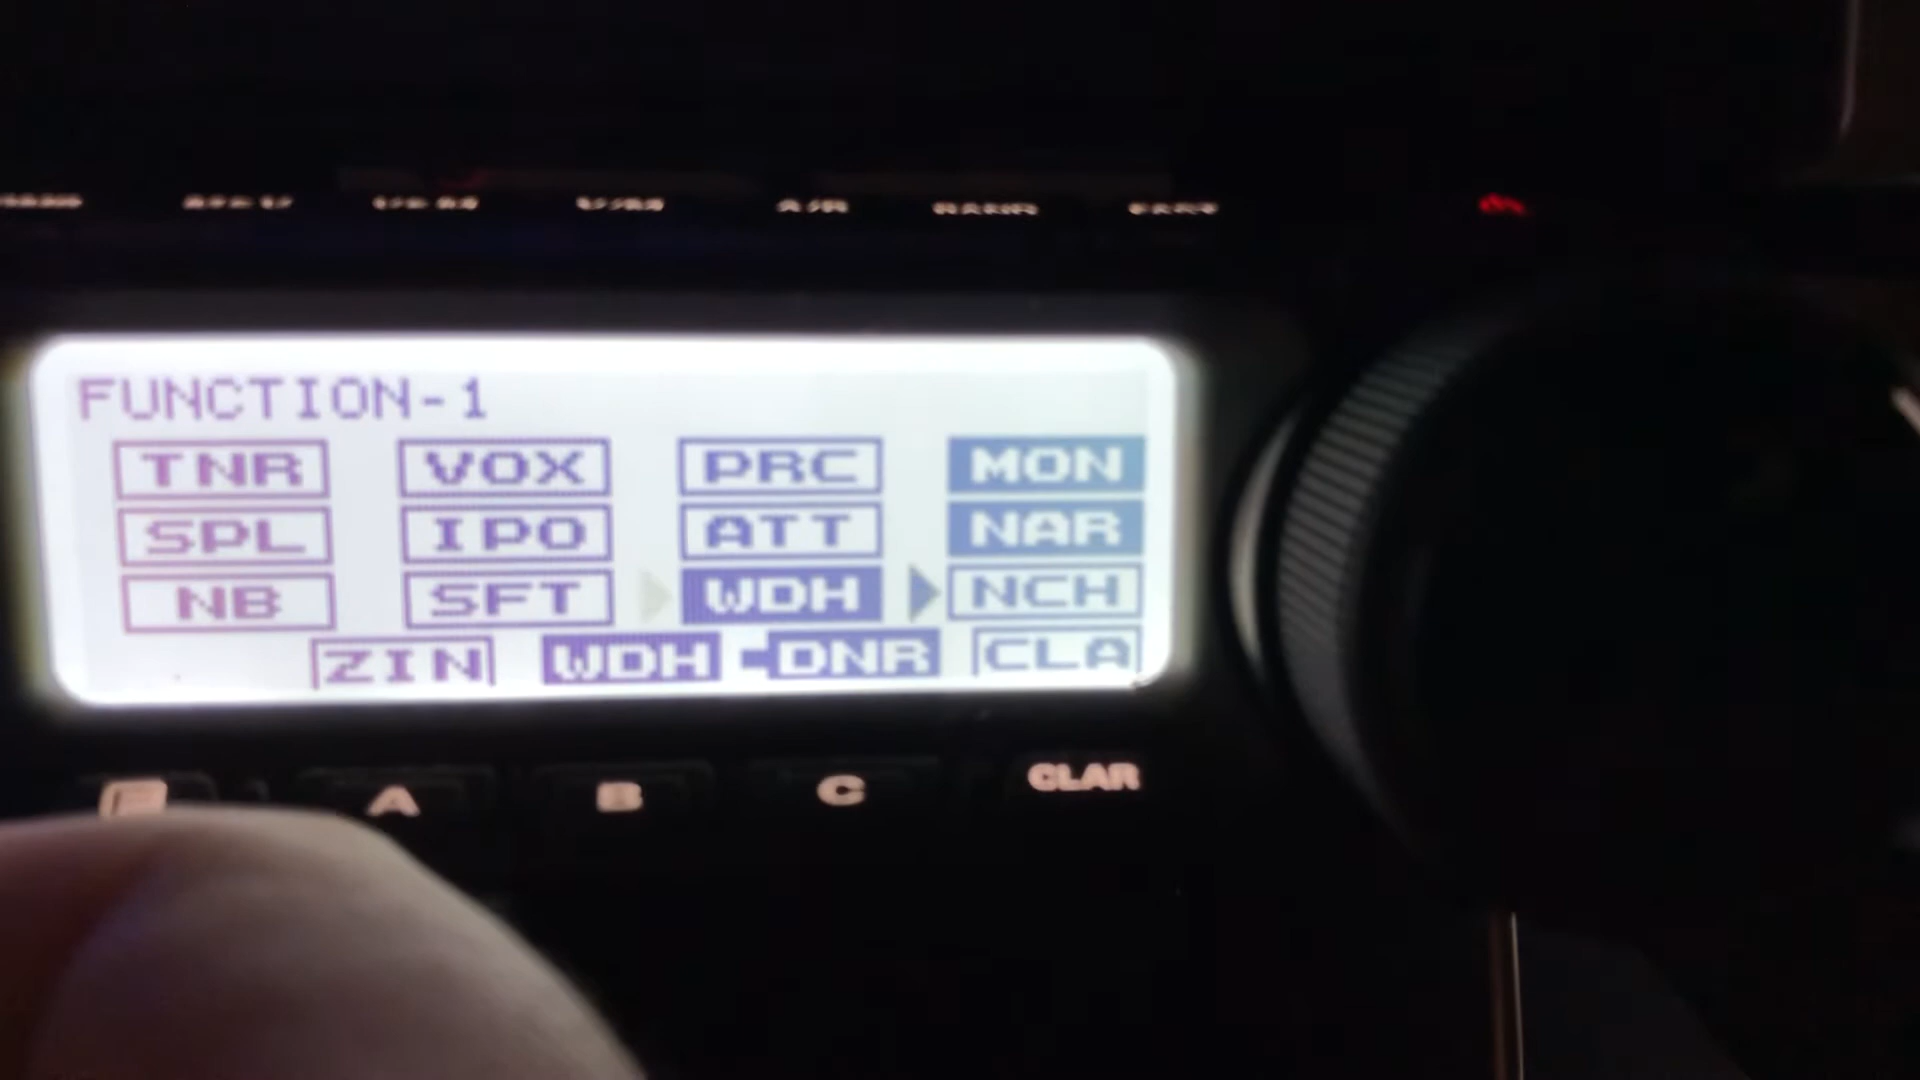 FUNCTION-1
TNR VOX PRC MON
SPL IPO ATT NAR
NB SFT WDH NCH
ZIN WDH DNR CLA
F A B C CLAR